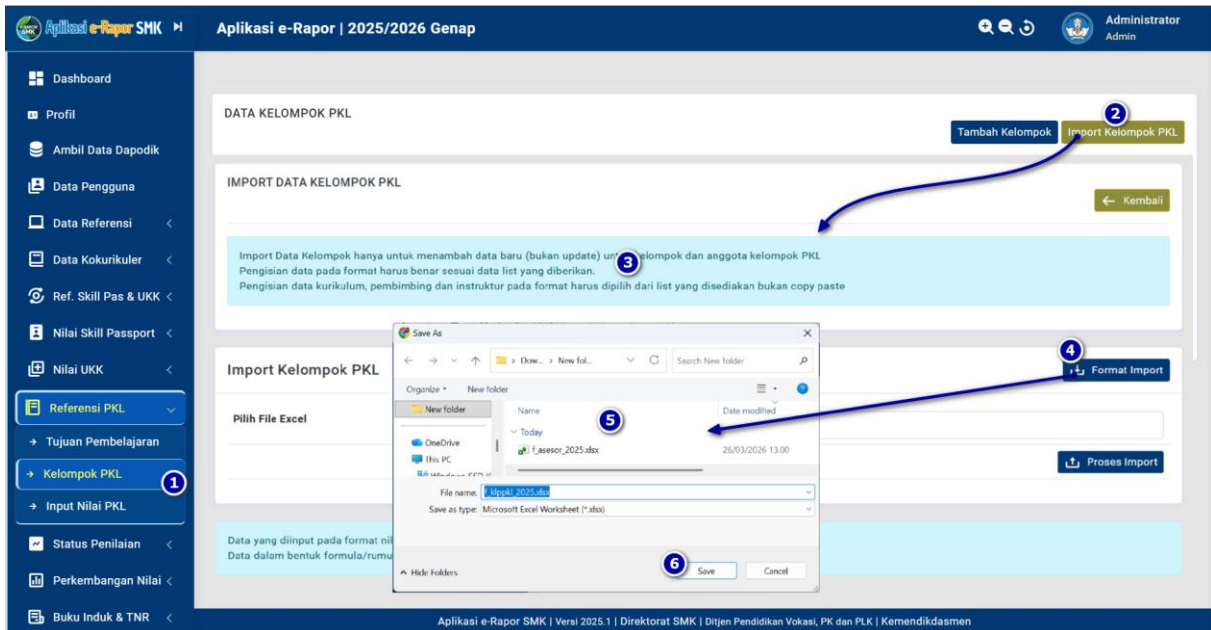 Aplikasi e-Rapor SMK
Aplikasi e-Rapor | 2025/2026 Genap
Administrator
Admin
Dashboard
Profil
Ambil Data Dapodik
Data Pengguna
Data Referensi
Data Kokurikuler
Ref. Skill Pas & UKK
Nilai Skill Passport
Nilai UKK
Referensi PKL
Tujuan Pembelajaran
Kelompok PKL
1
Input Nilai PKL
Status Penilaian
Perkembangan Nilai
Buku Induk & TNR
DATA KELOMPOK PKL
2
Tambah Kelompok
Import Kelompok PKL
IMPORT DATA KELOMPOK PKL
Kembali
Import Data Kelompok hanya untuk menambah data baru (bukan update) kelompok dan anggota kelompok PKL
3
Pengisian data pada format harus benar sesuai data list yang diberikan.
Pengisian data kurikulum, pembimbing dan instruktur pada format harus dipilih dari list yang disediakan bukan copy paste
Import Kelompok PKL
4
Format Import
Pilih File Excel
Proses Import
Save As
Dow... > New fol...
Search New folder
Organize
New folder
New folder
OneDrive
This PC
Name
Date modified
5
Today
f_asesor_2025.xlsx
26/03/2026 13.00
File name: f_klppkl_2025.xlsx
Save as type: Microsoft Excel Worksheet (*.xlsx)
Hide Folders
6
Save
Cancel
Data yang diinput pada format
Data dalam bentuk formula/rumu
Aplikasi e-Rapor SMK | Versi 2025.1 | Direktorat SMK | Ditjen Pendidikan Vokasi, PK dan PLK | Kemendikdasmen